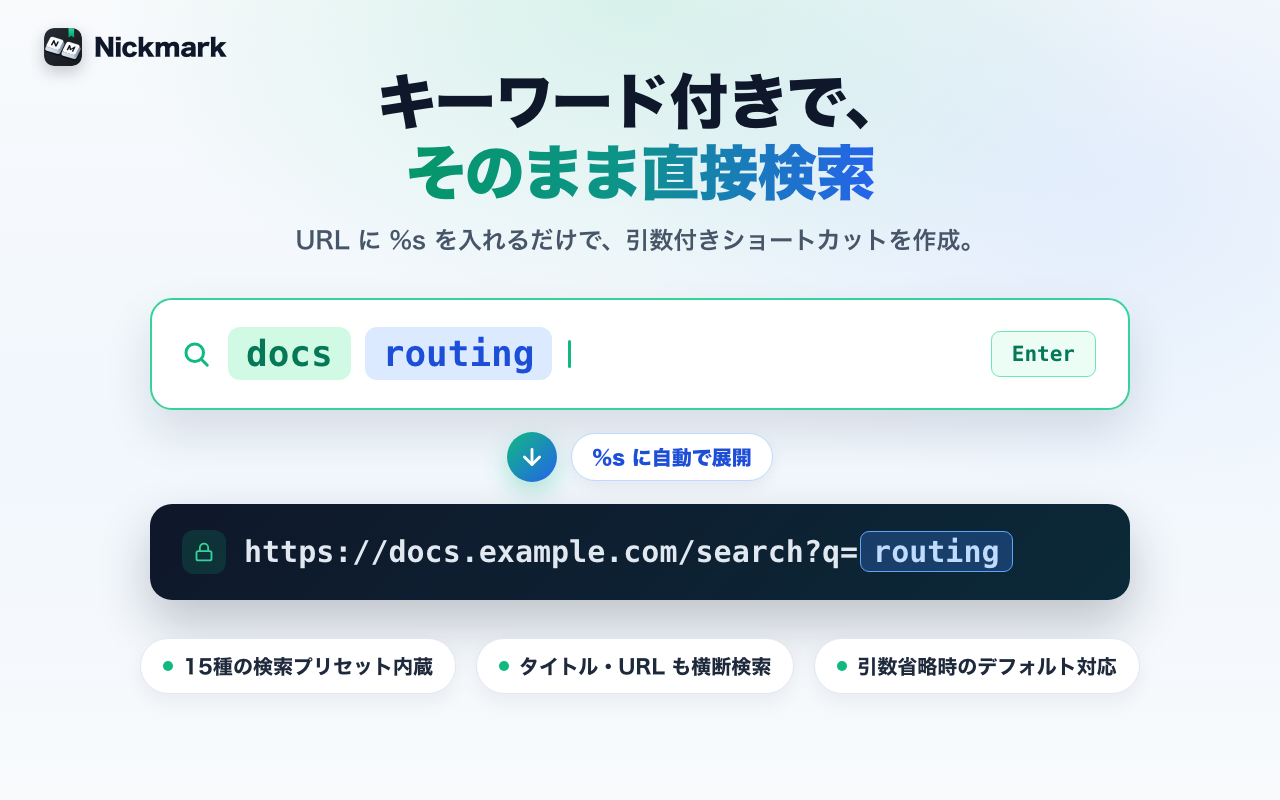 N M
Nickmark
キーワード付きで、
そのまま直接検索
URL に %s を入れるだけで、引数付きショートカットを作成。
docs routing Enter
%s に自動で展開
https://docs.example.com/search?q=routing
15種の検索プリセット内蔵
タイトル・URL も横断検索
引数省略時のデフォルト対応